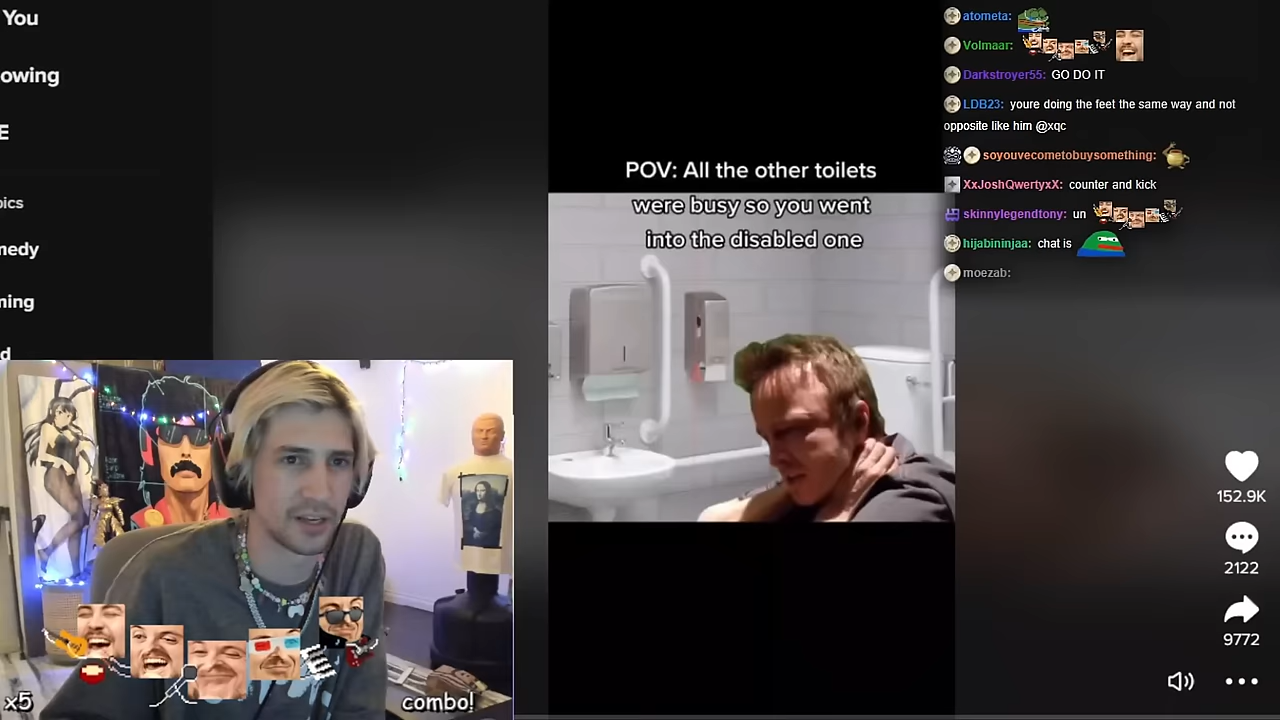 You
owing
E
pics
medy
ming
d
POV: All the other toilets
were busy so you went
into the disabled one
atometa:
Volmaar:
Darkstroyer55: GO DO IT
LDB23: youre doing the feet the same way and not
opposite like him @xqc
soyouvecometobuysomething:
XxJoshQwertyxX: counter and kick
skinnylegendtony: un
hijabininjaa: chat is
moezab:
152.9K
2122
9772
x5
combo!